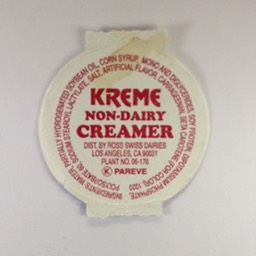 KREME
NON-DAIRY
CREAMER
DIST. BY ROSS SWISS DAIRIES
LOS ANGELES, CA 90031
PLANT NO. 06-176
K PAREVE
INGREDIENTS: WATER, PARTIALLY HYDROGENATED SOYBEAN OIL, CORN SYRUP, MONO AND DIGLYCERIDES, SOY PROTEIN, DIPOTASSIUM PHOSPHATE,
POLYSORBATE 60, SODIUM STEAROYL LACTYLATE, SALT, ARTIFICIAL FLAVOR, CARRAGEENAN, BETA CAROTENE (FOR COLOR).